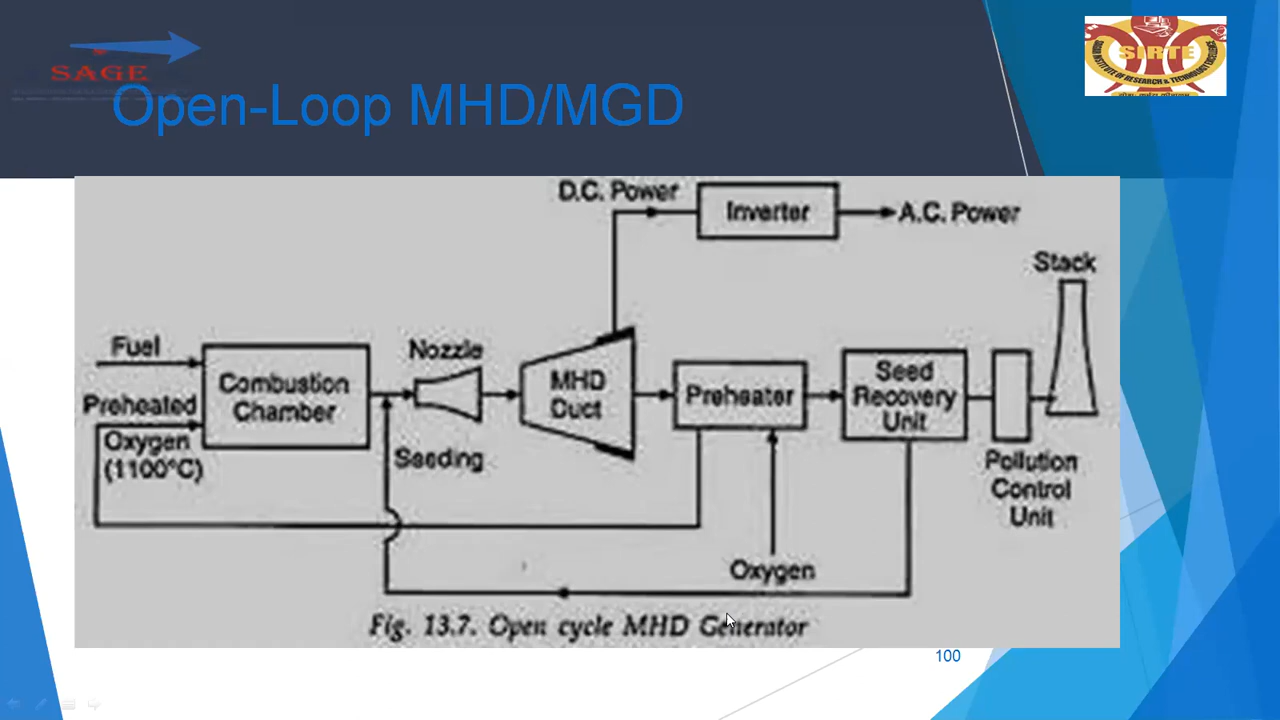 SAGE
SIRTE
Open-Loop MHD/MGD
D.C. Power
Inverter
A.C. Power
Stack
Fuel
Preheated
Oxygen
(1100°C)
Combustion
Chamber
Nozzle
Seeding
MHD
Duct
Preheater
Seed
Recovery
Unit
Pollution
Control
Unit
Oxygen
Fig. 13.7. Open cycle MHD Generator
100